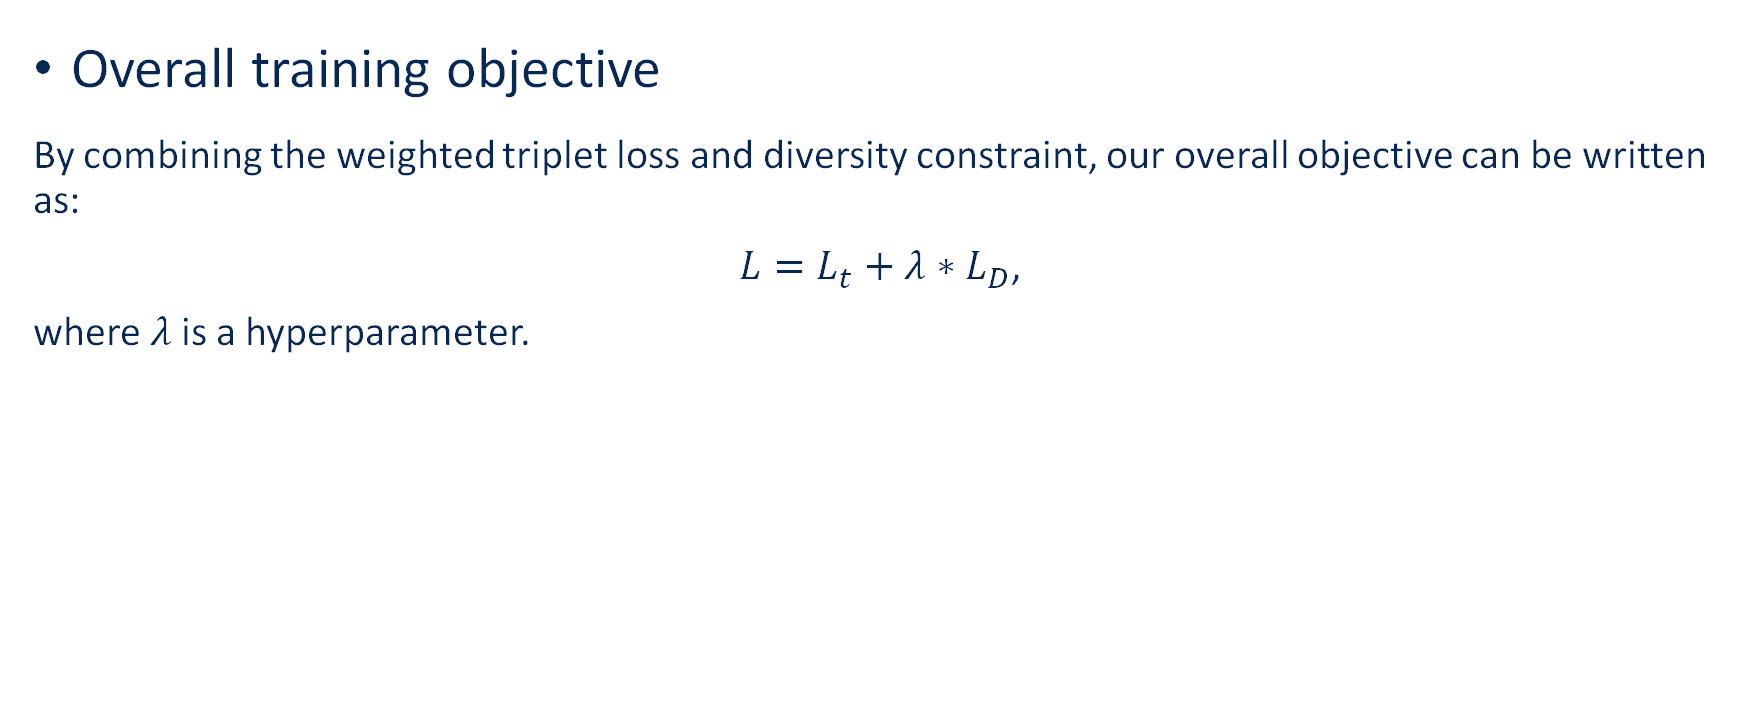 • Overall training objective
By combining the weighted triplet loss and diversity constraint, our overall objective can be written
as:
𝐿 = 𝐿_𝑡 + 𝜆 ∗ 𝐿_𝐷,
where 𝜆 is a hyperparameter.